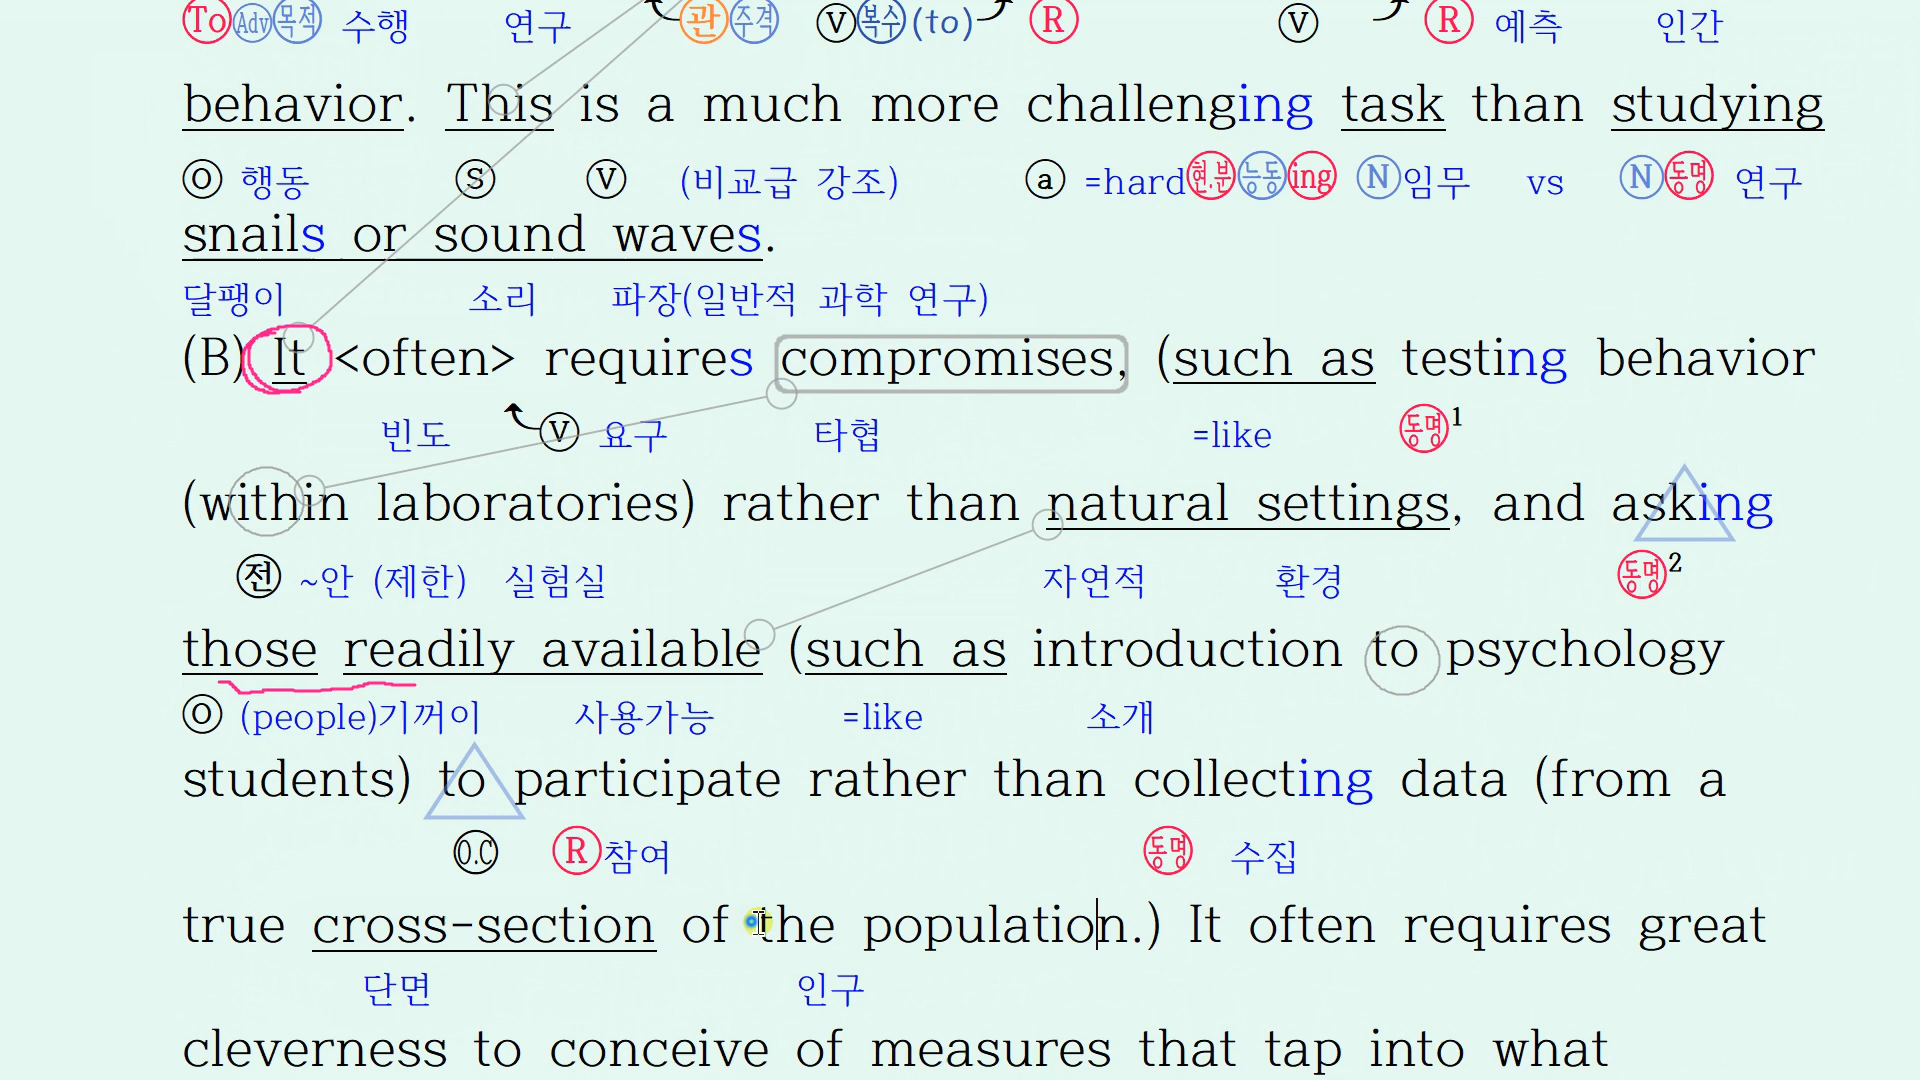 To Adv 목적 수행 연구 관 주격 V 복수 (to) R V R 예측 인간
behavior. This is a much more challenging task than studying
O 행동 S V (비교급 강조) a =hard 현.분 능동 ing N 임무 vs N 동명 연구
snails or sound waves.
달팽이 소리 파장(일반적 과학 연구)
(B) It <often> requires compromises, (such as testing behavior
빈도 V 요구 타협 =like 동명1
(within laboratories) rather than natural settings, and asking
전 ~안 (제한) 실험실 자연적 환경 동명2
those readily available (such as introduction to psychology
O (people)기꺼이 사용가능 =like 소개
students) to participate rather than collecting data (from a
O.C R 참여 동명 수집
true cross-section of the population.) It often requires great
단면 인구
cleverness to conceive of measures that tap into what